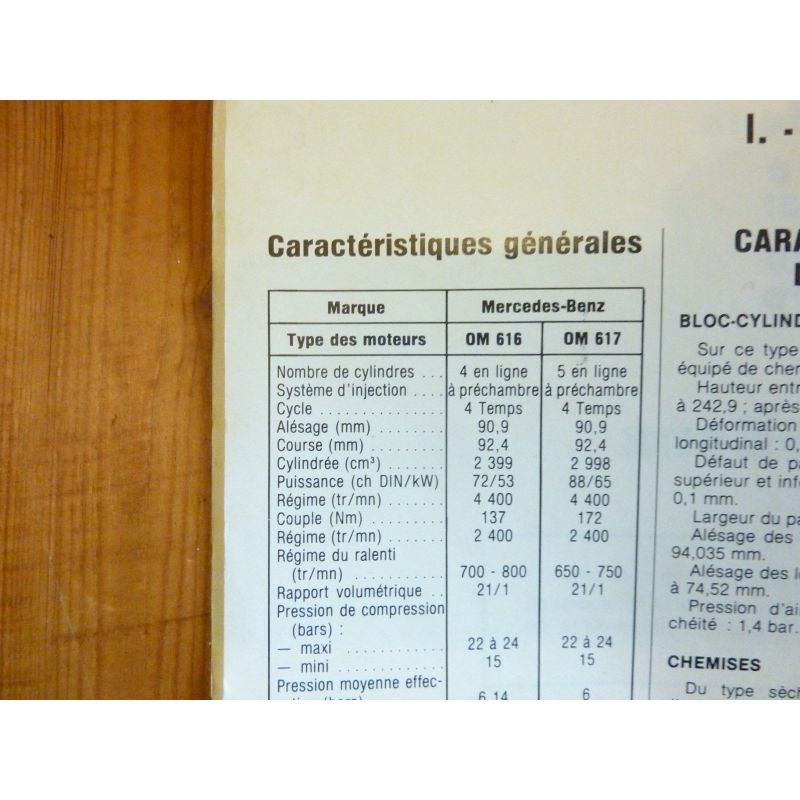 I. -
Caractéristiques générales
Marque Mercedes-Benz
Type des moteurs OM 616 OM 617
Nombre de cylindres . . . 4 en ligne 5 en ligne
Système d'injection . . . . à préchambre à préchambre
Cycle . . . . . . . . . . . . . . . 4 Temps 4 Temps
Alésage (mm) . . . . . . . . 90,9 90,9
Course (mm) . . . . . . . . 92,4 92,4
Cylindrée (cm³) . . . . . . . 2 399 2 998
Puissance (ch DIN/kW) 72/53 88/65
Régime (tr/mn) . . . . . . . 4 400 4 400
Couple (Nm) . . . . . . . . . 137 172
Régime (tr/mn) . . . . . . . 2 400 2 400
Régime du ralenti
(tr/mn) . . . . . . . . . . . 700 - 800 650 - 750
Rapport volumétrique . . 21/1 21/1
Pression de compression
(bars) :
— maxi . . . . . . . . . . . . 22 à 24 22 à 24
— mini . . . . . . . . . . . . 15 15
Pression moyenne effec-
6,14 6
CARA
BLOC-CYLIND
Sur ce type
équipé de chem
Hauteur entr
à 242,9 ; après
Déformation
longitudinal : 0,
Défaut de pa
supérieur et infé
0,1 mm.
Largeur du pa
Alésage des
94,035 mm.
Alésage des l
à 74,52 mm.
Pression d'ai
chéité : 1,4 bar.
CHEMISES
Du type sèch